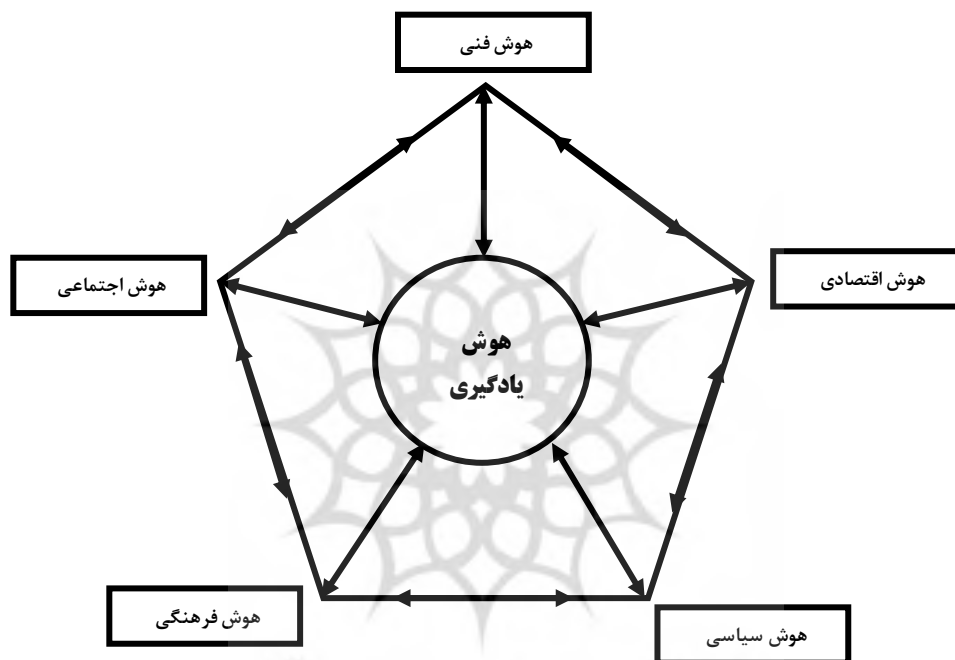 هوش فنی
هوش اقتصادی
هوش اجتماعی
هوش
یادگیری
هوش فرهنگی
هوش سیاسی